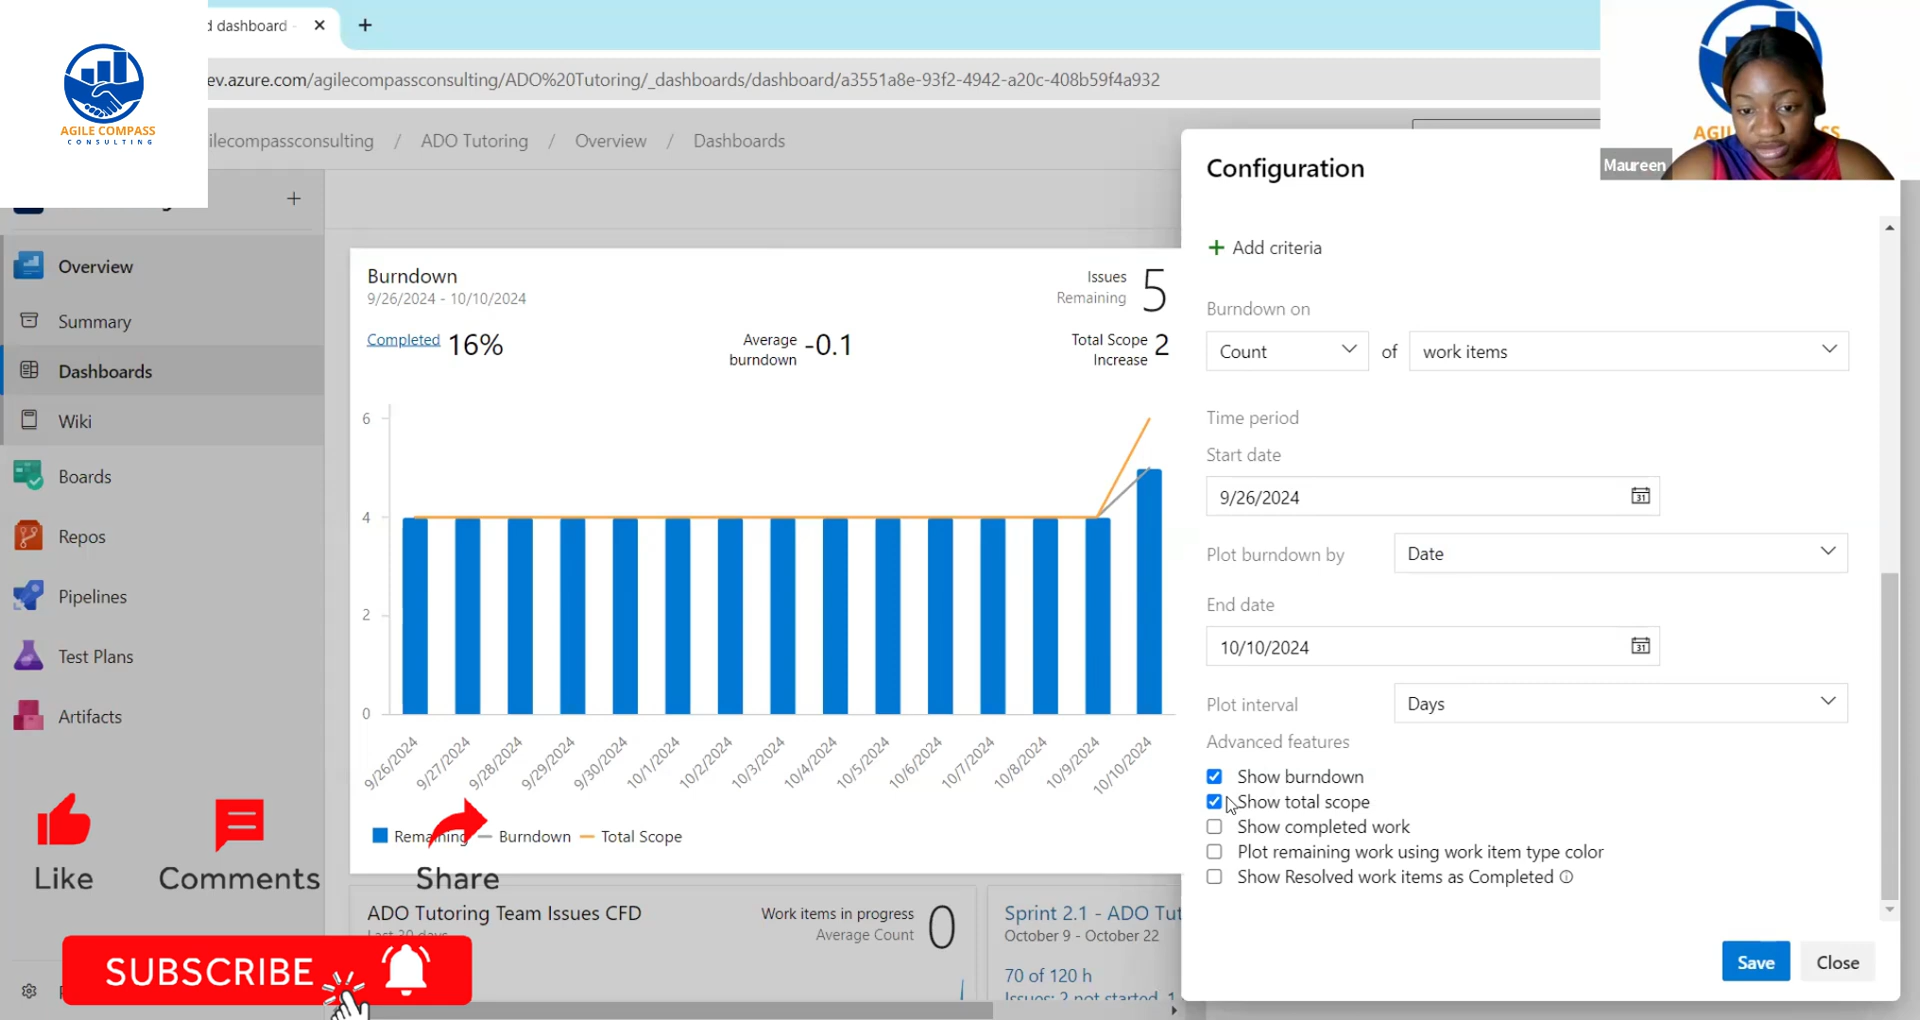 d dashboard -
ev.azure.com/agilecompassconsulting/ADO%20Tutoring/_dashboards/dashboard/a3551a8e-93f2-4942-a20c-408b59f4a932
AGILE COMPASS
CONSULTING
ilecompassconsulting / ADO Tutoring / Overview / Dashboards
Maureen
Overview
Summary
Dashboards
Wiki
Boards
Repos
Pipelines
Test Plans
Artifacts
Burndown
9/26/2024 - 10/10/2024
Issues
Remaining
5
Completed 16%
Average
burndown
-0.1
Total Scope
Increase
2
6
4
2
0
9/26/2024
9/27/2024
9/28/2024
9/29/2024
9/30/2024
10/1/2024
10/2/2024
10/3/2024
10/4/2024
10/5/2024
10/6/2024
10/7/2024
10/8/2024
10/9/2024
10/10/2024
Remaining Burndown Total Scope
Like
Comments
Share
ADO Tutoring Team Issues CFD
Last 30 days
Work items in progress
Average Count
0
Sprint 2.1 - ADO Tut
October 9 - October 22
70 of 120 h
Issues: 2 not started, 1
SUBSCRIBE
Configuration
+ Add criteria
Burndown on
Count of work items
Time period
Start date
9/26/2024
Plot burndown by Date
End date
10/10/2024
Plot interval Days
Advanced features
Show burndown
Show total scope
Show completed work
Plot remaining work using work item type color
Show Resolved work items as Completed
Save Close